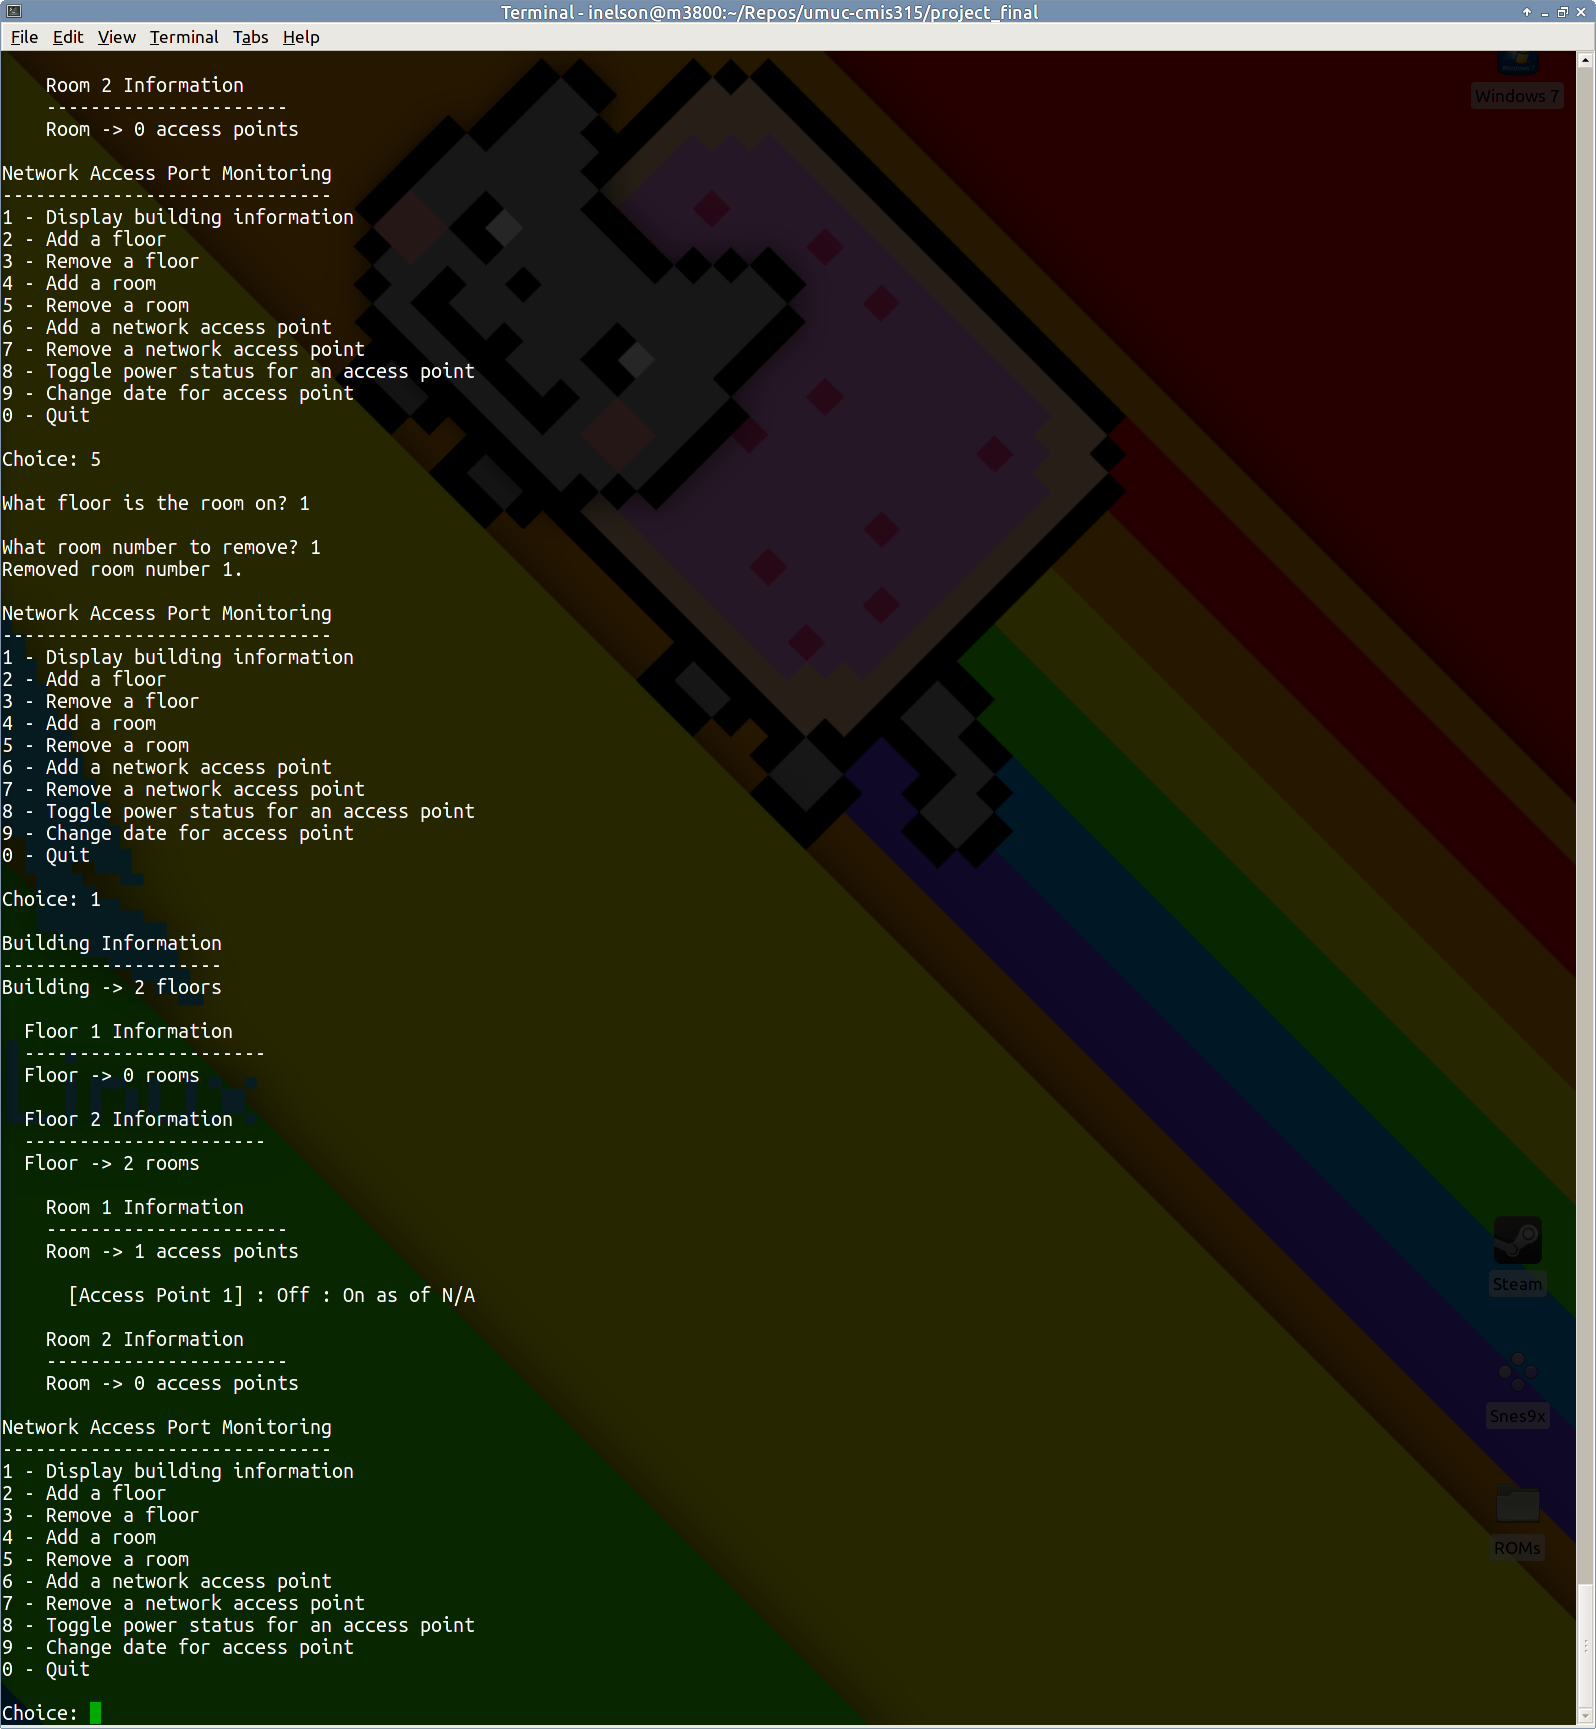 Terminal - inelson@m3800:~/Repos/umuc-cmis315/project_final
File Edit View Terminal Tabs Help
Windows 7
Room 2 Information
----------------------
Room -> 0 access points
Network Access Port Monitoring
------------------------------
1 - Display building information
2 - Add a floor
3 - Remove a floor
4 - Add a room
5 - Remove a room
6 - Add a network access point
7 - Remove a network access point
8 - Toggle power status for an access point
9 - Change date for access point
0 - Quit
Choice: 5
What floor is the room on? 1
What room number to remove? 1
Removed room number 1.
Network Access Port Monitoring
------------------------------
1 - Display building information
2 - Add a floor
3 - Remove a floor
4 - Add a room
5 - Remove a room
6 - Add a network access point
7 - Remove a network access point
8 - Toggle power status for an access point
9 - Change date for access point
0 - Quit
Choice: 1
Building Information
--------------------
Building -> 2 floors
Floor 1 Information
----------------------
Floor -> 0 rooms
Linux
Floor 2 Information
----------------------
Floor -> 2 rooms
Room 1 Information
----------------------
Room -> 1 access points
[Access Point 1] : Off : On as of N/A
Room 2 Information
----------------------
Room -> 0 access points
Steam
Snes9x
Network Access Port Monitoring
------------------------------
1 - Display building information
2 - Add a floor
3 - Remove a floor
4 - Add a room
5 - Remove a room
6 - Add a network access point
7 - Remove a network access point
8 - Toggle power status for an access point
9 - Change date for access point
0 - Quit
ROMs
Choice: